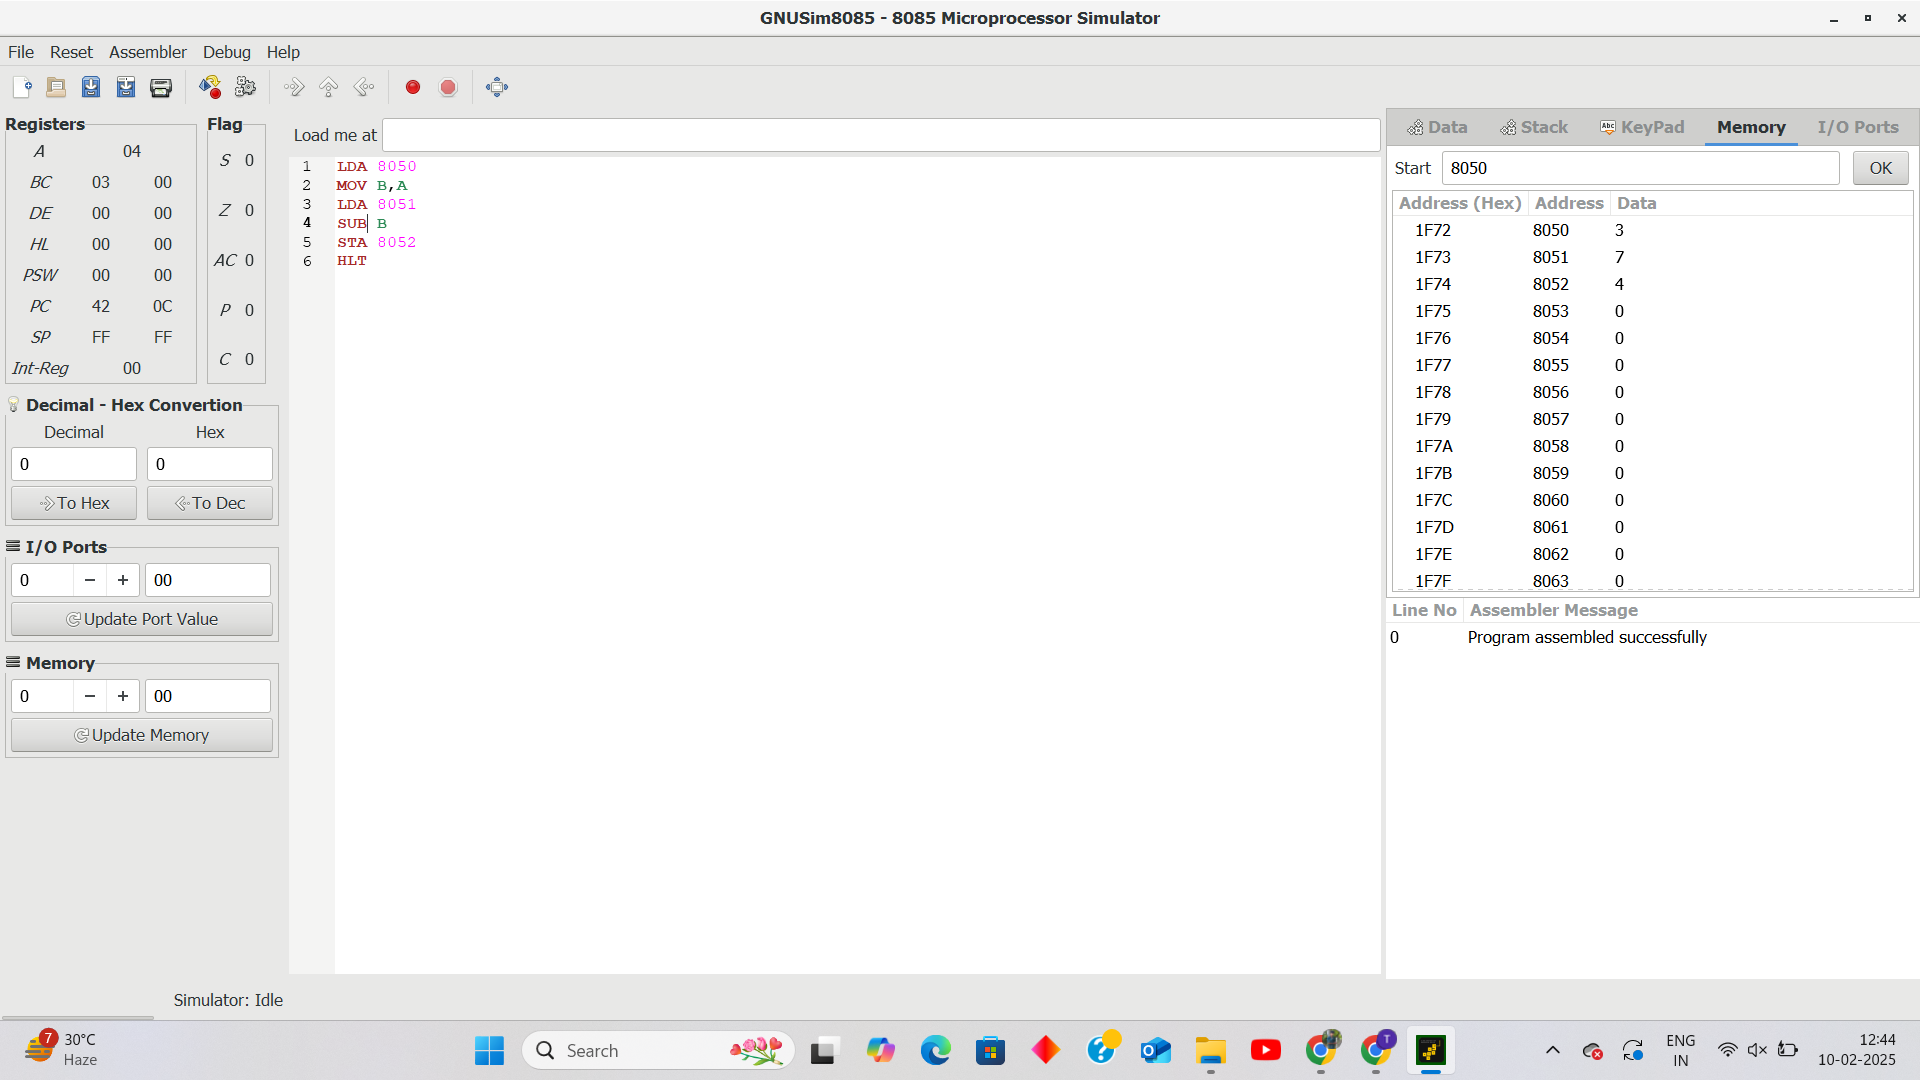 GNUSim8085 - 8085 Microprocessor Simulator
File Reset Assembler Debug Help
Registers
A 04
BC 03 00
DE 00 00
HL 00 00
PSW 00 00
PC 42 0C
SP FF FF
Int-Reg 00
Flag
S 0
Z 0
AC 0
P 0
C 0
Decimal - Hex Convertion
Decimal Hex
0 0
To Hex To Dec
I/O Ports
0 − + 00
Update Port Value
Memory
0 − + 00
Update Memory
Load me at
1 LDA 8050
2 MOV B,A
3 LDA 8051
4 SUB B
5 STA 8052
6 HLT
Data Stack Abc KeyPad Memory I/O Ports
Start 8050 OK
Address (Hex) Address Data
1F72 8050 3
1F73 8051 7
1F74 8052 4
1F75 8053 0
1F76 8054 0
1F77 8055 0
1F78 8056 0
1F79 8057 0
1F7A 8058 0
1F7B 8059 0
1F7C 8060 0
1F7D 8061 0
1F7E 8062 0
1F7F 8063 0
Line No Assembler Message
0 Program assembled successfully
Simulator: Idle
7 30°C
Haze
Search
T
ENG
IN
12:44
10-02-2025